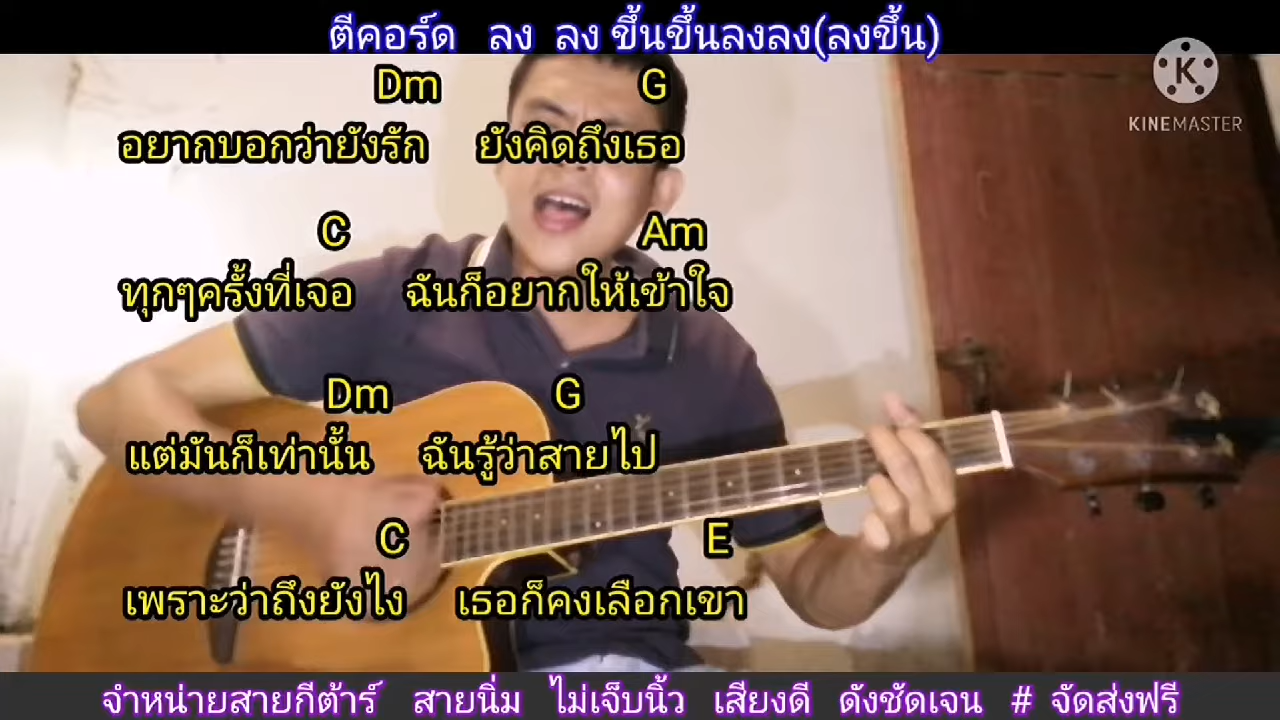 ตีคอร์ด ลง ลง ขึ้นขึ้นลงลง(ลงขึ้น)
KINEMASTER
Dm G
อยากบอกว่ายังรัก ยังคิดถึงเธอ
C Am
ทุกๆครั้งที่เจอ ฉันก็อยากให้เข้าใจ
Dm G
แต่มันก็เท่านั้น ฉันรู้ว่าสายไป
C E
เพราะว่าถึงยังไง เธอก็คงเลือกเขา
จำหน่ายสายกีต้าร์ สายนิ่ม ไม่เจ็บนิ้ว เสียงดี ดังชัดเจน # จัดส่งฟรี